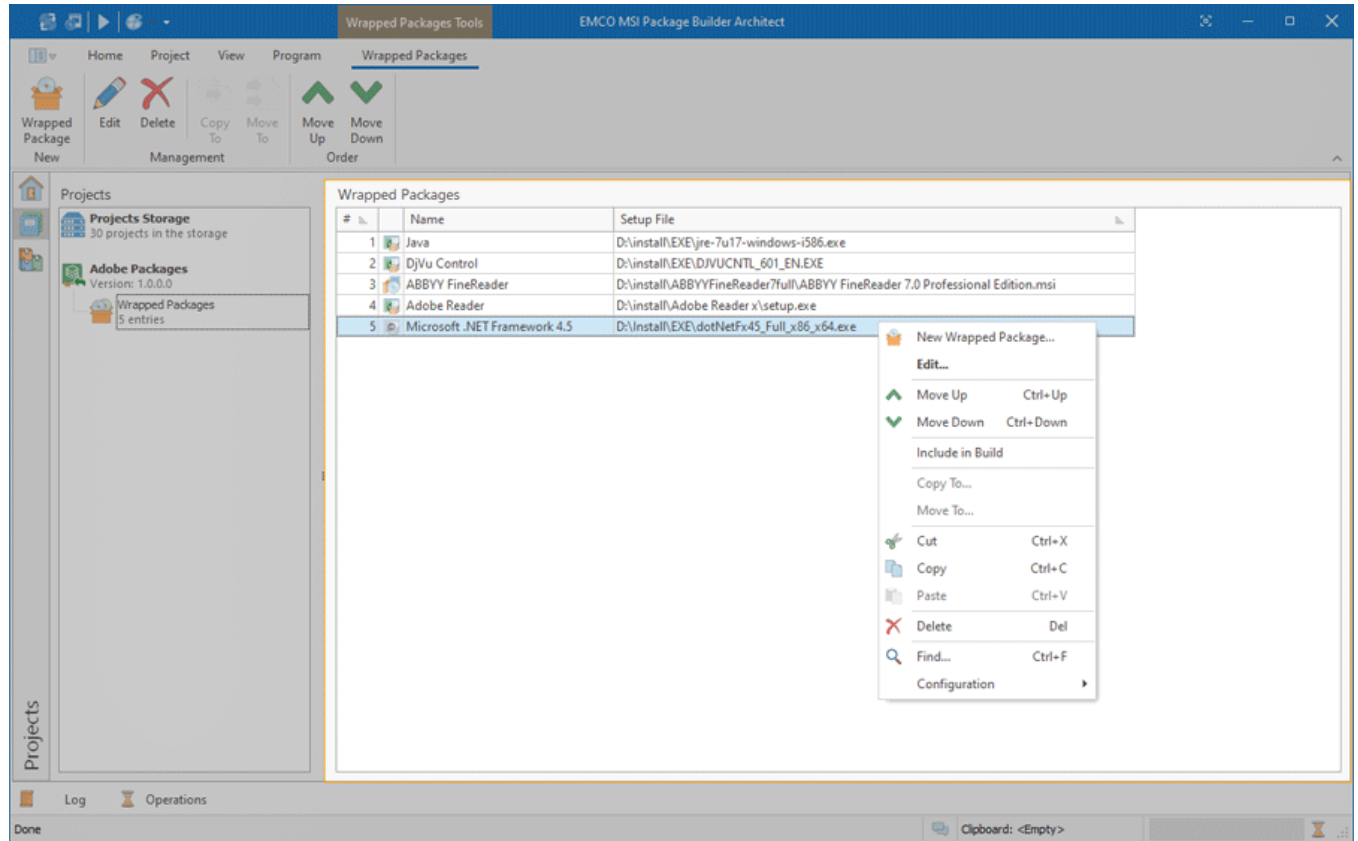 Wrapped Packages Tools
EMCO MSI Package Builder Architect
Home Project View Program Wrapped Packages
Wrapped Package
Edit
Delete
Copy To
Move To
Move Up
Move Down
New
Management
Order
Projects
Projects Storage
30 projects in the storage
Adobe Packages
Version: 1.0.0.0
Wrapped Packages
5 entries
Projects
Wrapped Packages
# Name Setup File
1 Java D:\install\EXE\jre-7u17-windows-i586.exe
2 DjVu Control D:\install\EXE\DJVUCNTL_601_EN.EXE
3 ABBYY FineReader D:\install\ABBYYFineReader7full\ABBYY FineReader 7.0 Professional Edition.msi
4 Adobe Reader D:\install\Adobe Reader x\setup.exe
5 Microsoft .NET Framework 4.5 D:\Install\EXE\dotNetFx45_Full_x86_x64.exe
New Wrapped Package...
Edit...
Move Up Ctrl+Up
Move Down Ctrl+Down
Include in Build
Copy To...
Move To...
Cut Ctrl+X
Copy Ctrl+C
Paste Ctrl+V
Delete Del
Find... Ctrl+F
Configuration
Log Operations
Done
Clipboard: <Empty>